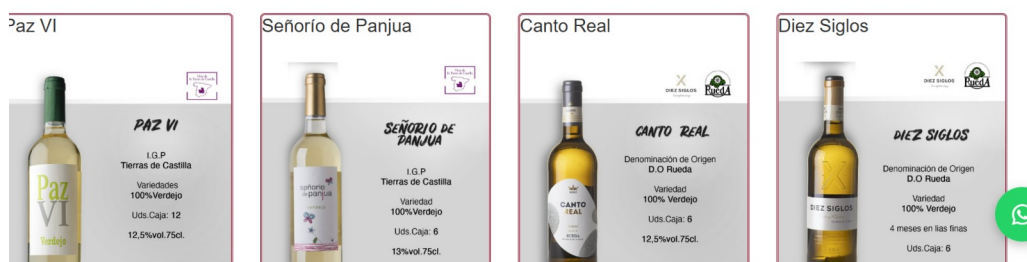 Paz VI
PAZ VI
I.G.P
Tierras de Castilla
Variedades
100%Verdejo
Uds.Caja: 12
12,5%vol.75cl.
Paz
VI
Verdejo
Señorío de Panjua
SEÑORIO DE
PANJUA
I.G.P
Tierras de Castilla
Variedad
100%Verdejo
Uds.Caja: 6
13%vol.75cl.
señorio
de panjua
Canto Real
DIEZ SIGLOS
RuedA
CANTO REAL
Denominación de Origen
D.O Rueda
Variedad
100% Verdejo
Uds.Caja: 6
12,5%vol.75cl.
CANTO
REAL
RUEDA
Diez Siglos
DIEZ SIGLOS
RuedA
DIEZ SIGLOS
Denominación de Origen
D.O Rueda
Variedad
100% Verdejo
4 meses en lias finas
Uds.Caja: 6
DIEZ SIGLOS